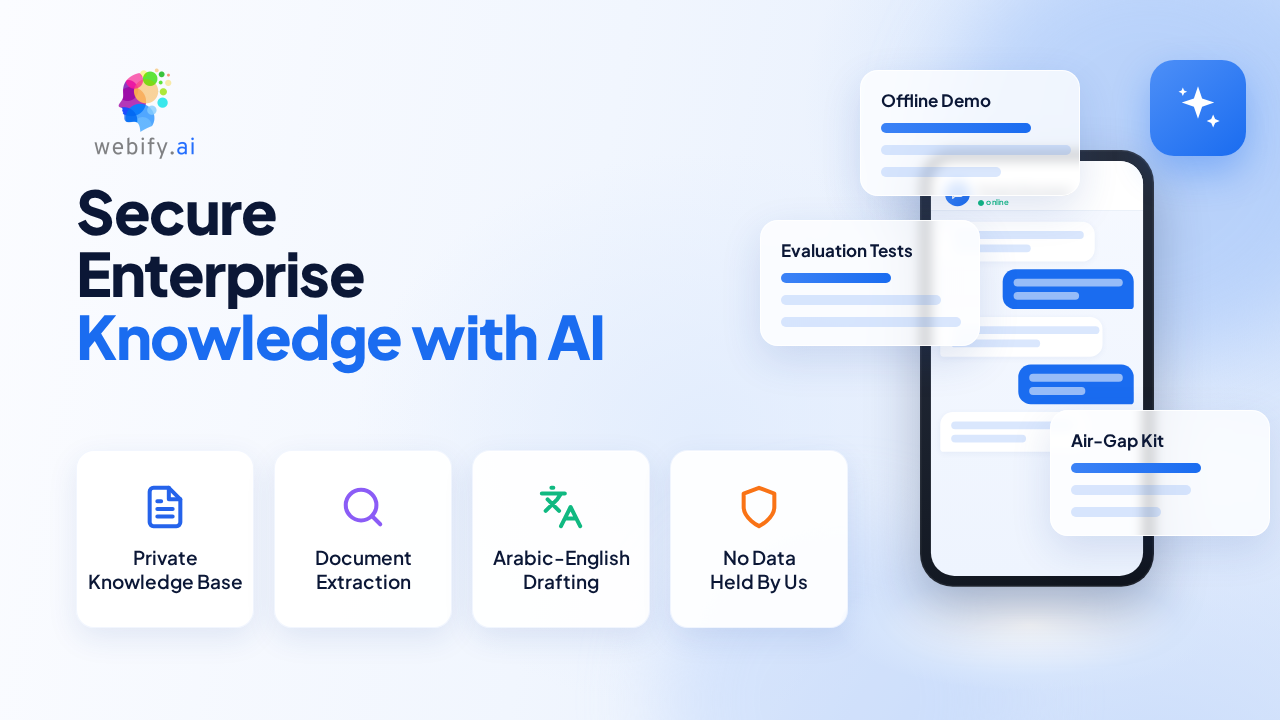 webify.ai
Secure
Enterprise
Knowledge with AI
Private
Knowledge Base
Document
Extraction
Arabic-English
Drafting
No Data
Held By Us
Offline Demo
online
Evaluation Tests
Air-Gap Kit